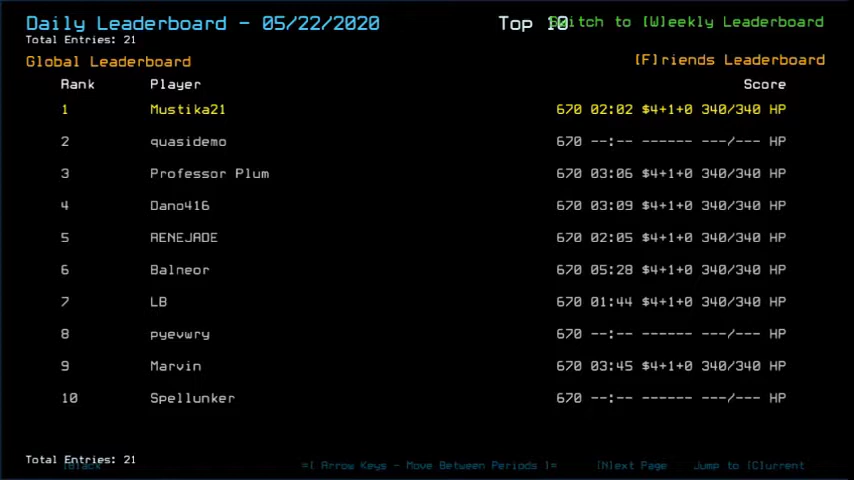 Daily Leaderboard - 05/22/2020 Top 10 Switch to [W]eekly Leaderboard
Total Entries: 21
Global Leaderboard [F]riends Leaderboard
Rank Player Score
1 Mustika21 670 02:02 $4+1+0 340/340 HP
2 quasidemo 670 --:-- ------ ---/--- HP
3 Professor Plum 670 03:06 $4+1+0 340/340 HP
4 Dano416 670 03:09 $4+1+0 340/340 HP
5 RENEJADE 670 02:05 $4+1+0 340/340 HP
6 Balneor 670 05:28 $4+1+0 340/340 HP
7 LB 670 01:44 $4+1+0 340/340 HP
8 pyevwry 670 --:-- ------ ---/--- HP
9 Marvin 670 03:45 $4+1+0 340/340 HP
10 Spellunker 670 --:-- ------ ---/--- HP
Total Entries: 21
[B]ack =[ Arrow Keys - Move Between Periods ]= [N]ext Page Jump to [C]urrent